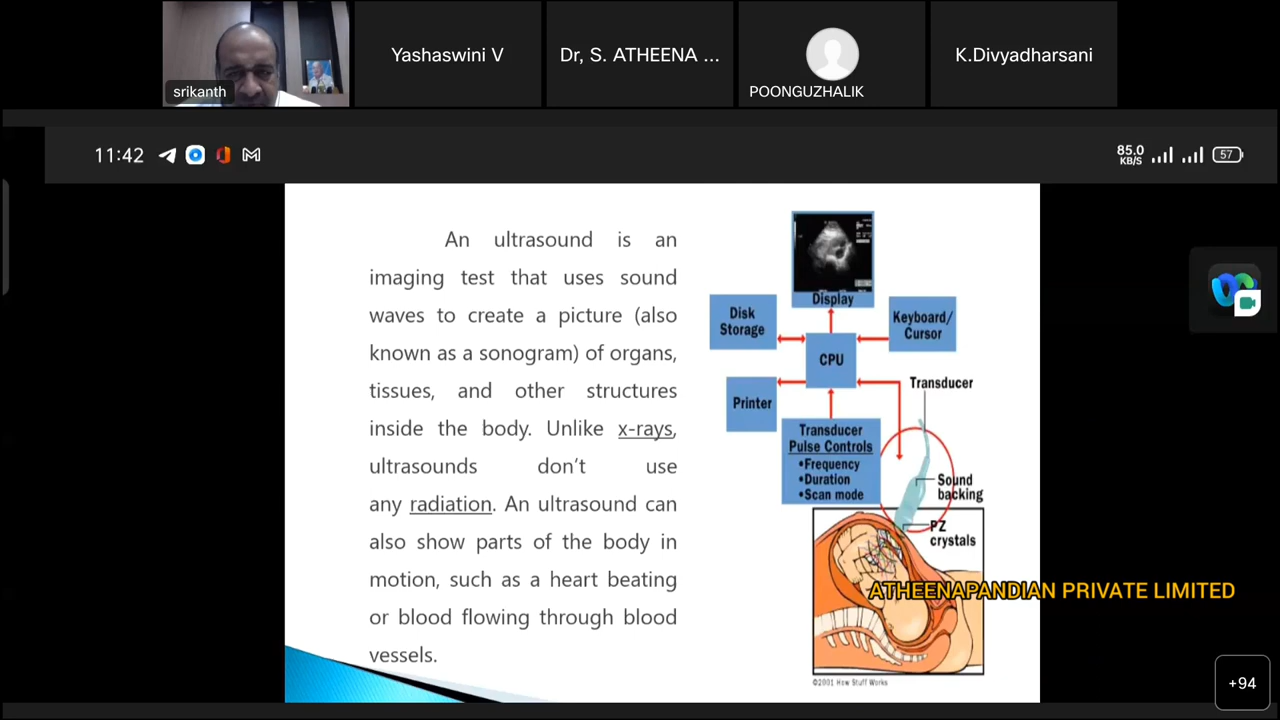 srikanth
Yashaswini V
Dr, S. ATHEENA ...
POONGUZHALIK
K.Divyadharsani
11:42
85.0
KB/S
57
An ultrasound is an
imaging test that uses sound
waves to create a picture (also
known as a sonogram) of organs,
tissues, and other structures
inside the body. Unlike x-rays,
ultrasounds don't use
any radiation. An ultrasound can
also show parts of the body in
motion, such as a heart beating
or blood flowing through blood
vessels.
Display
Disk
Storage
Keyboard/
Cursor
CPU
Printer
Transducer
Transducer
Pulse Controls
•Frequency
•Duration
•Scan mode
Sound
backing
PZ
crystals
©2001 How Stuff Works
ATHEENAPANDIAN PRIVATE LIMITED
+94